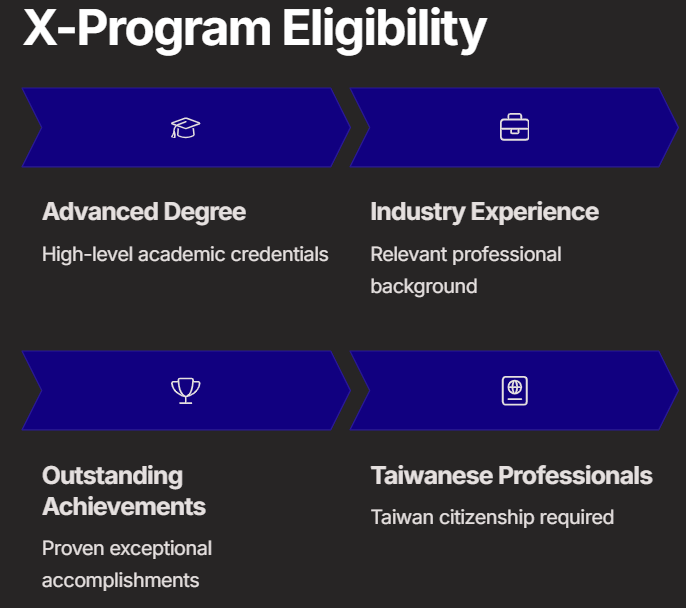 X-Program Eligibility
Advanced Degree
High-level academic credentials
Industry Experience
Relevant professional
background
Outstanding
Achievements
Proven exceptional
accomplishments
Taiwanese Professionals
Taiwan citizenship required